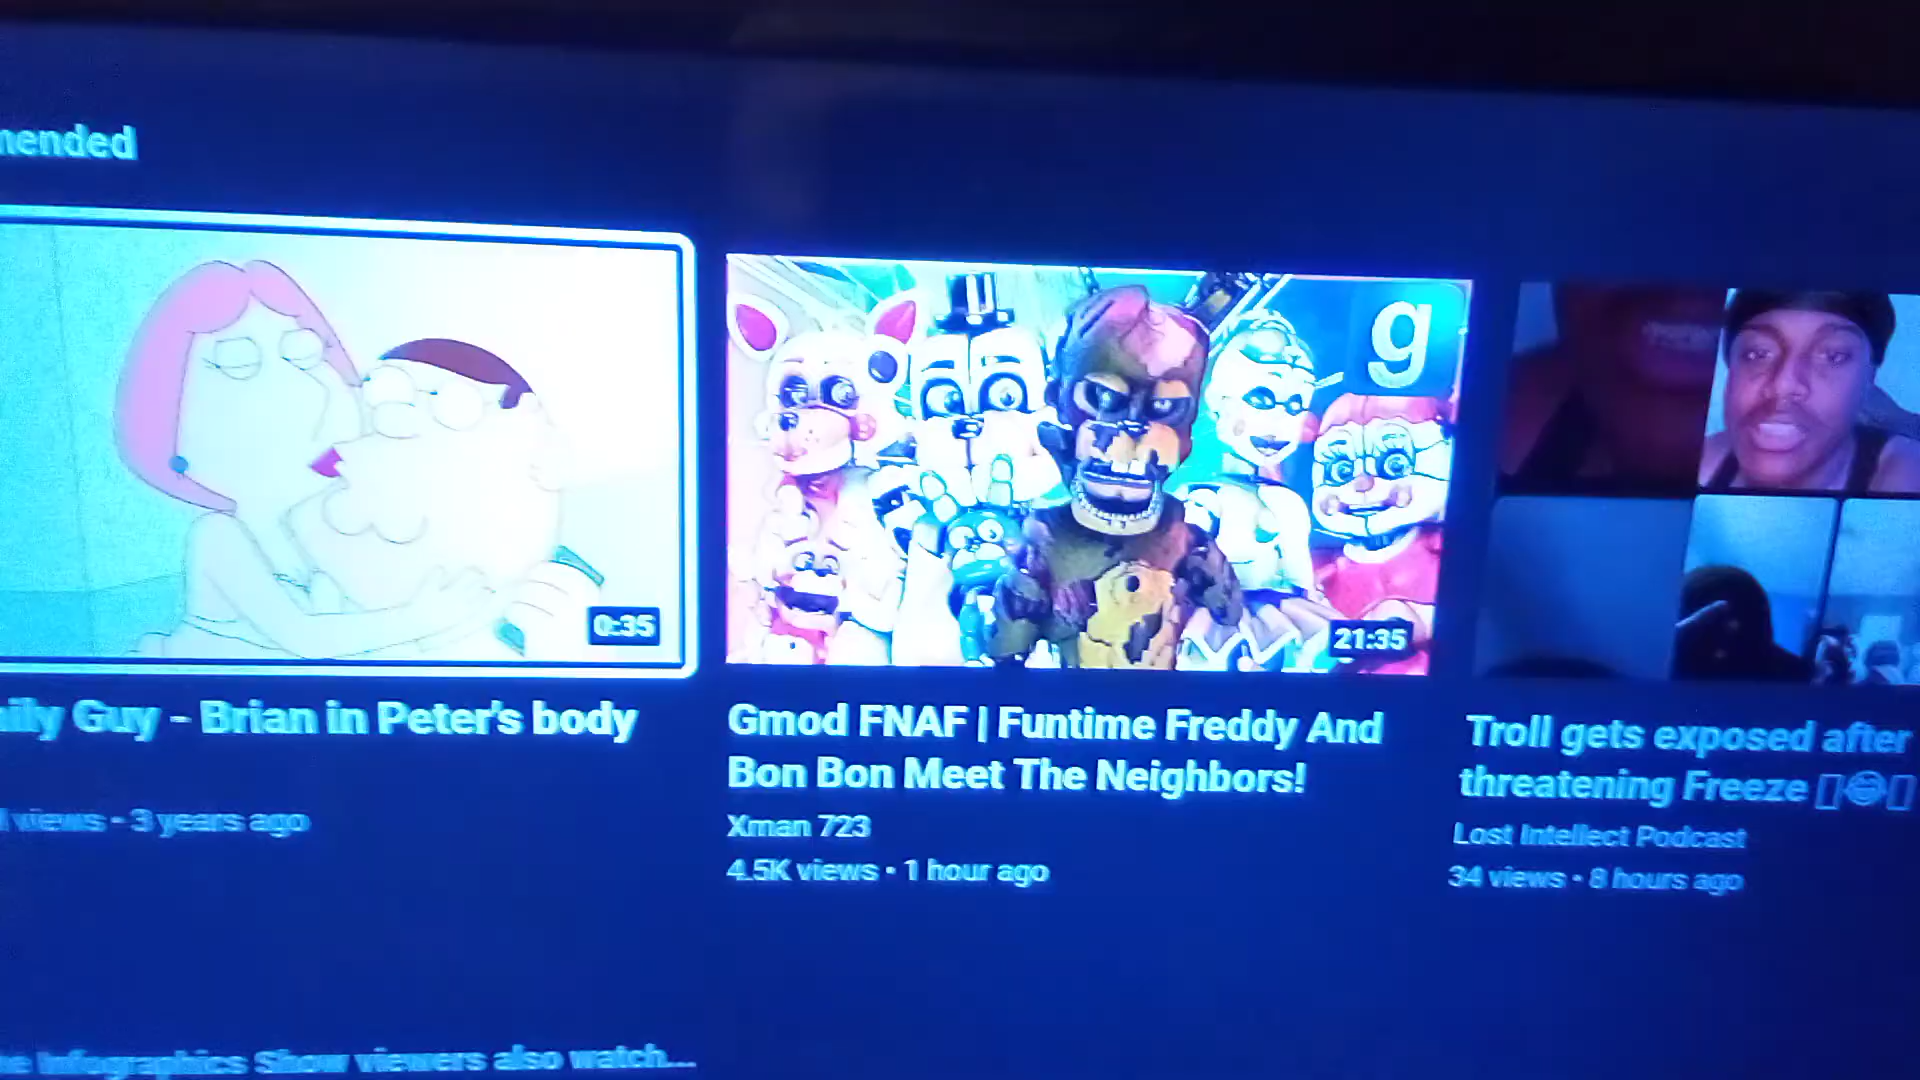 mended
g
0:35
21:35
ily Guy - Brian in Peter's body
views • 3 years ago
Gmod FNAF | Funtime Freddy And
Bon Bon Meet The Neighbors!
Xman 723
4.5K views • 1 hour ago
Troll gets exposed after
threatening Freeze 😂
Lost Intellect Podcast
34 views • 8 hours ago
e Infographics Show viewers also watch...